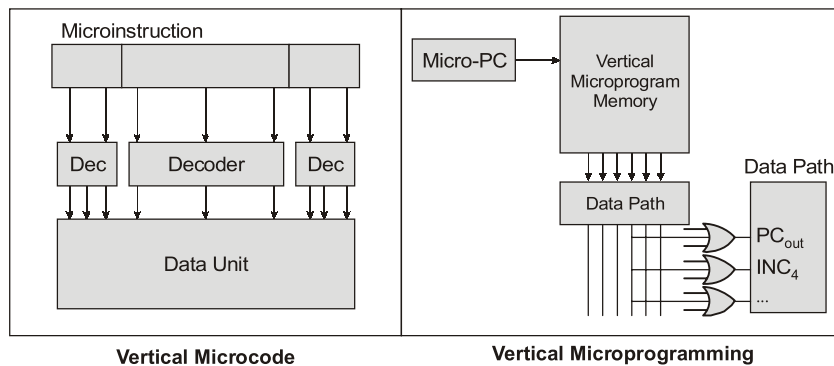 Microinstruction
Dec
Decoder
Dec
Data Unit
Vertical Microcode
Micro-PC
Vertical
Microprogram
Memory
Data Path
Data Path
PCout
INC4
...
Vertical Microprogramming